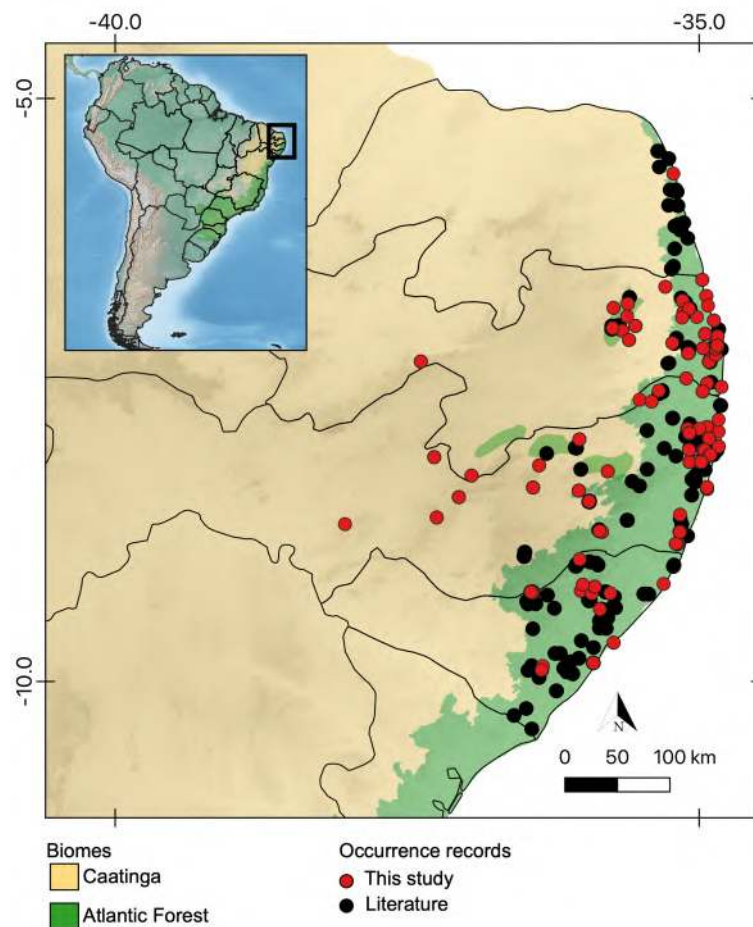 -40.0 -35.0
-5.0
-10.0
N
0 50 100 km
Biomes
Caatinga
Atlantic Forest
Occurrence records
This study
Literature